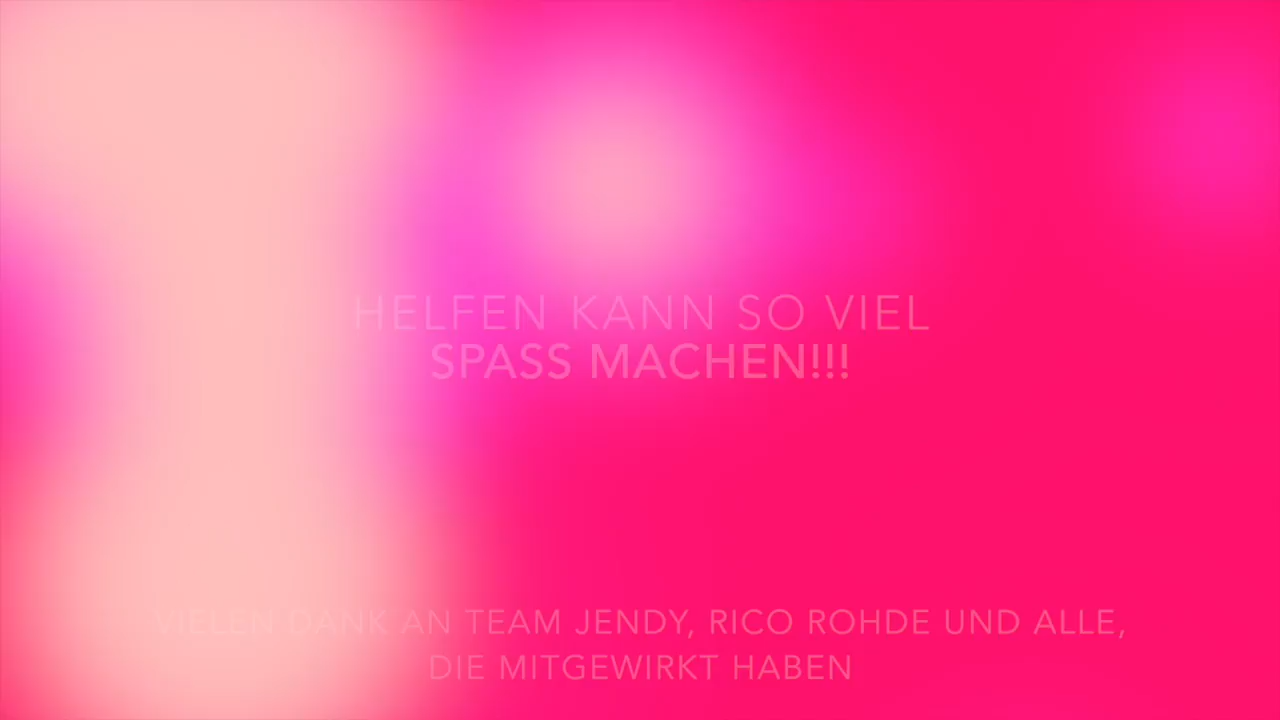 HELFEN KANN SO VIEL
SPASS MACHEN!!!
VIELEN DANK AN TEAM JENDY, RICO ROHDE UND ALLE,
DIE MITGEWIRKT HABEN